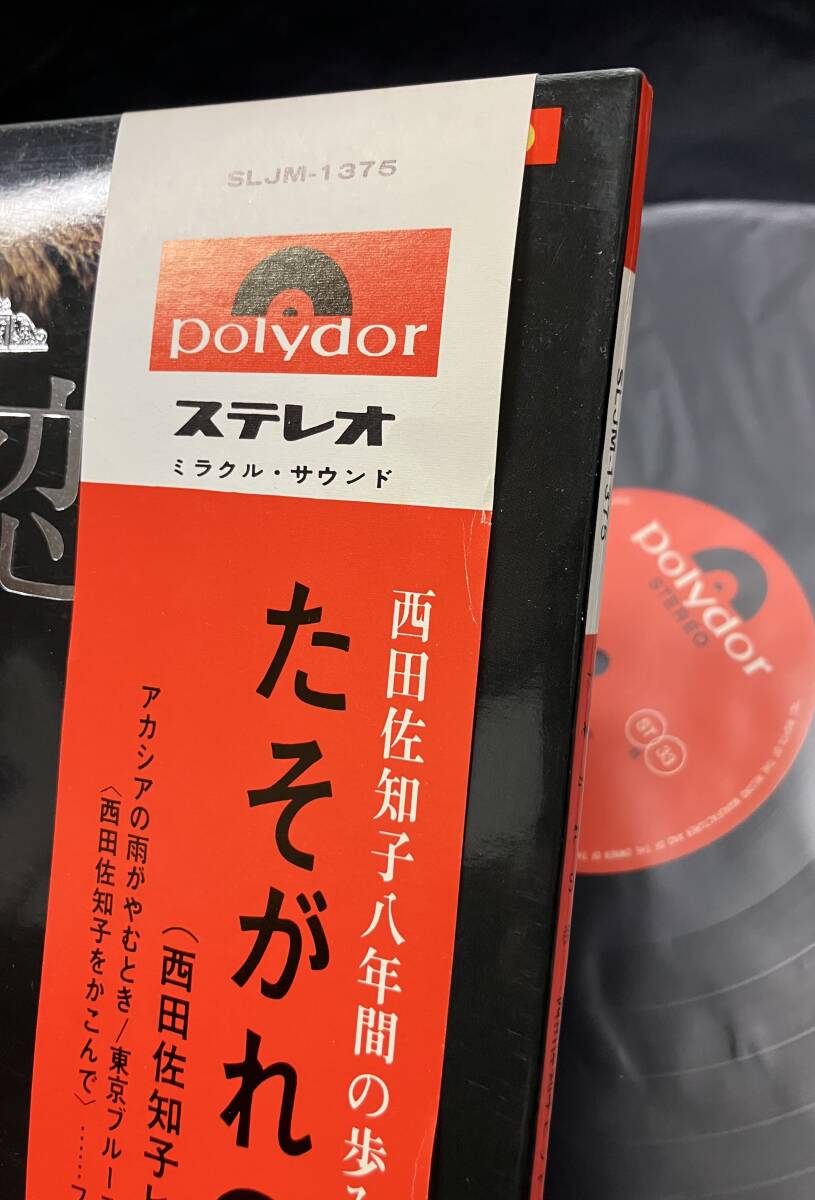 SLJM-1375
polydor
ステレオ
ミラクル・サウンド
西田佐知子八年間の歩み
たそがれの
(西田佐知子と
アカシアの雨がやむとき/東京ブルー
〈西田佐知子をかこんで〉……
恋
SLJM-1375
polydor
STEREO
ST 33